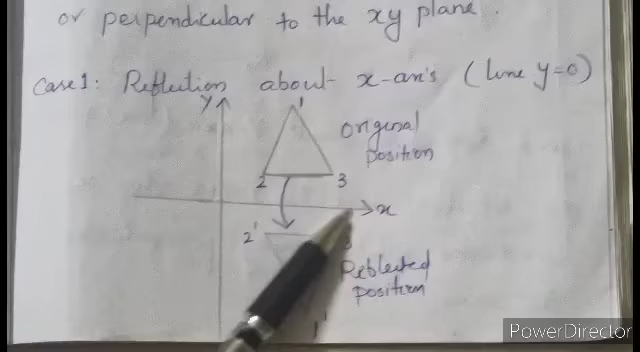 or perpendicular to the xy plane.
Case 1: Reflection about x-axis (line y=0)
y
1
Original
position
2 3
x
2'
Reflected
position
1'
PowerDirector